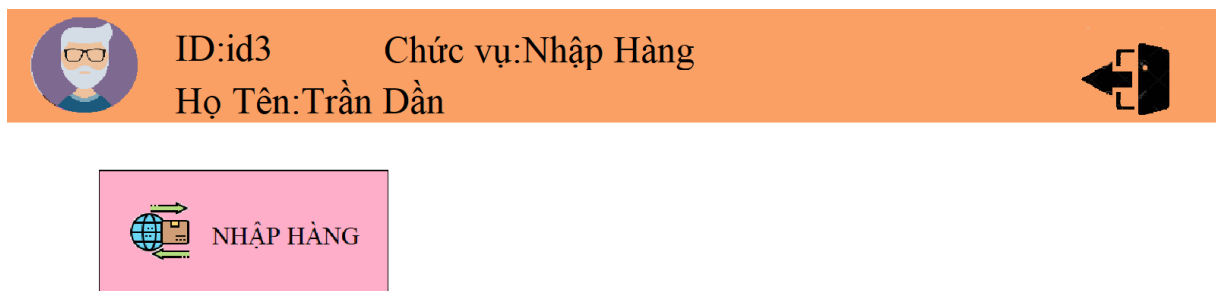 ID:id3 Chức vụ:Nhập Hàng
Họ Tên:Trần Dần
NHẬP HÀNG